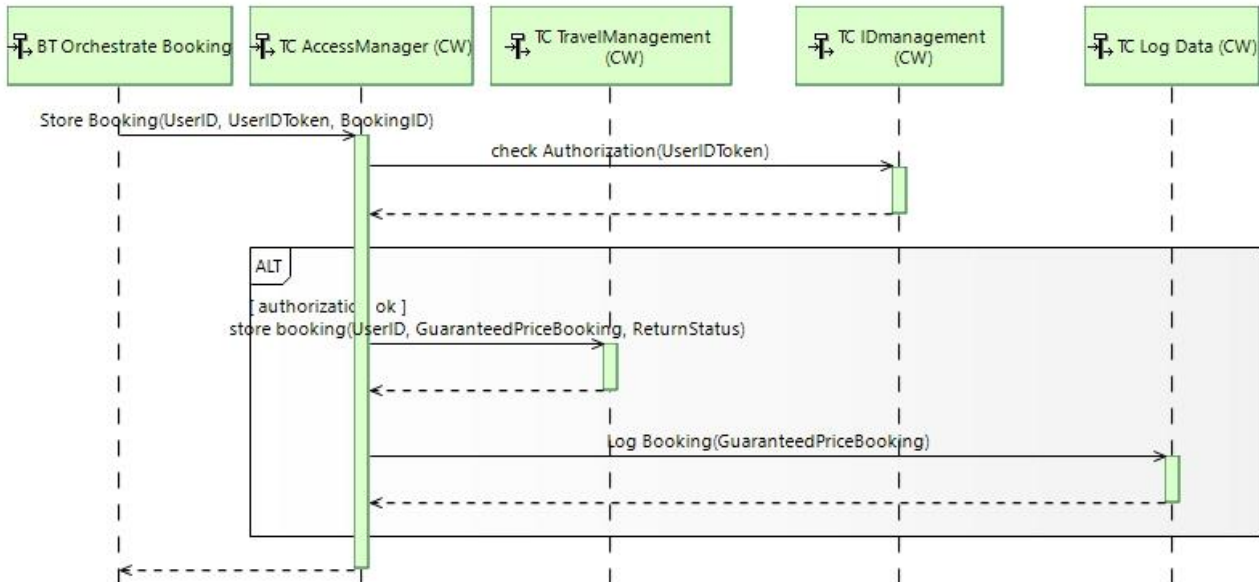 BT Orchestrate Booking
TC AccessManager (CW)
TC TravelManagement
(CW)
TC IDmanagement
(CW)
TC Log Data (CW)
Store Booking(UserID, UserIDToken, BookingID)
check Authorization(UserIDToken)
ALT
[ authorization ok ]
store booking(UserID, GuaranteedPriceBooking, ReturnStatus)
Log Booking(GuaranteedPriceBooking)